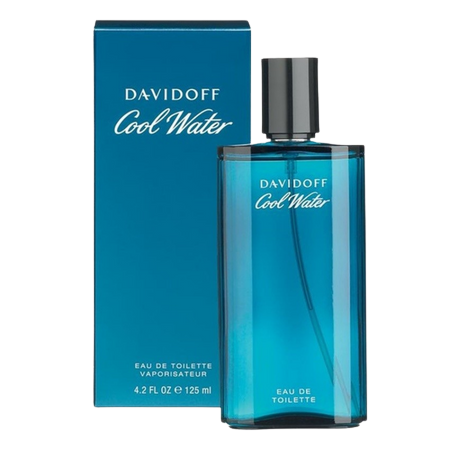 DAVIDOFF
Cool Water
EAU DE TOILETTE
VAPORISATEUR
4.2 FL OZ ℮ 125 ml
DAVIDOFF
Cool Water
EAU DE
TOILETTE